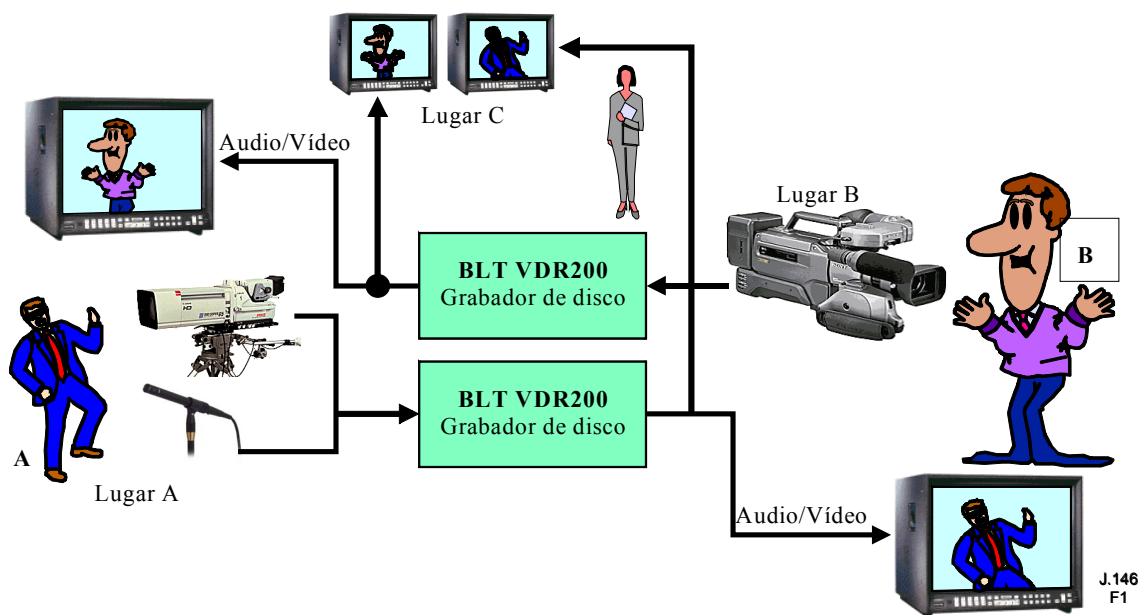 Lugar C
Audio/Vídeo
Lugar B
B
BLT VDR200
Grabador de disco
BLT VDR200
Grabador de disco
A
Lugar A
Audio/Vídeo
J.146
F1